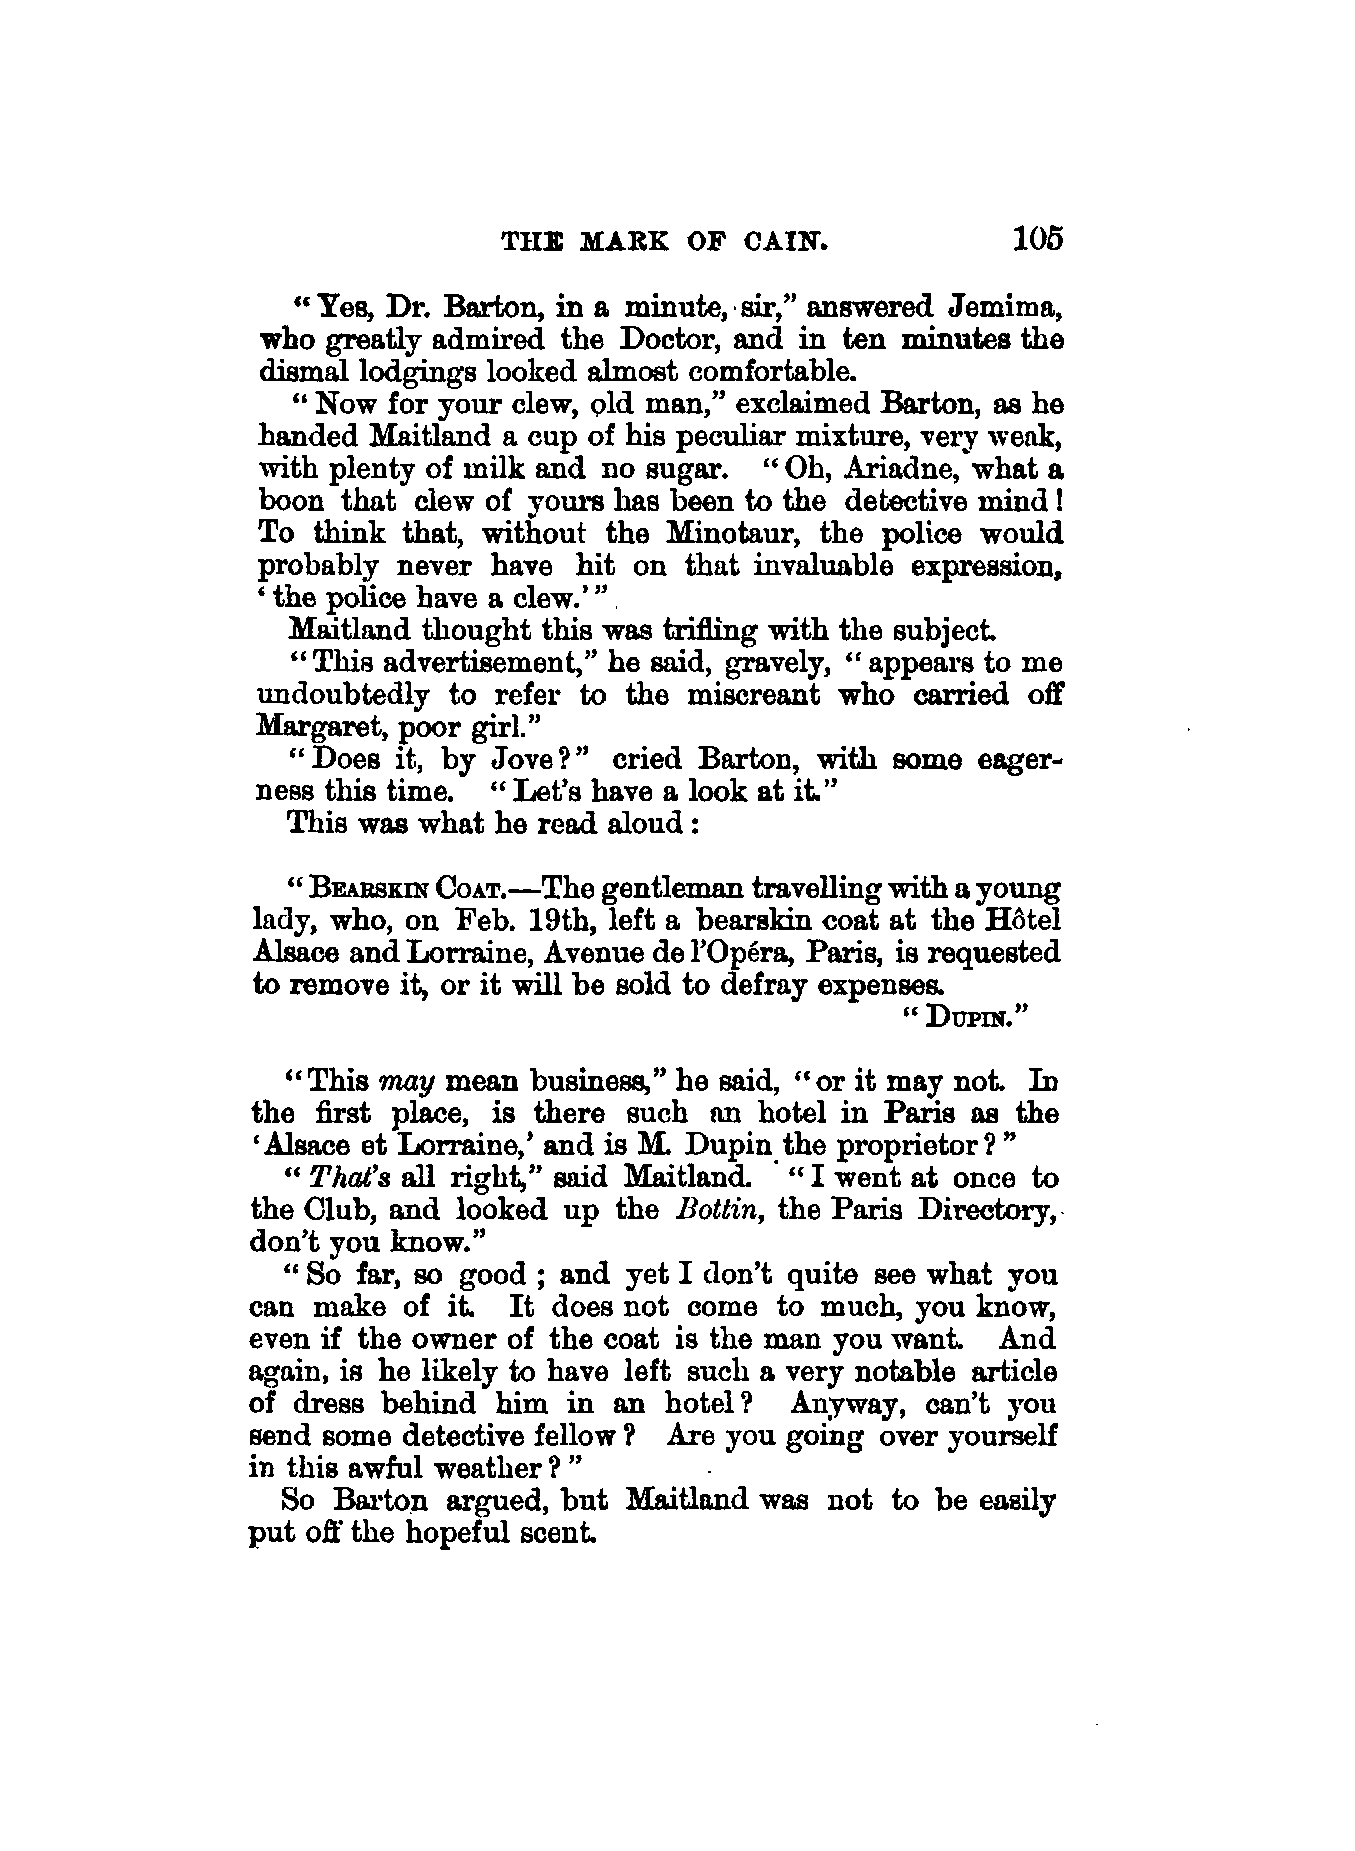 THE MARK OF CAIN. 105
“Yes, Dr. Barton, in a minute, sir,” answered Jemima,
who greatly admired the Doctor, and in ten minutes the
dismal lodgings looked almost comfortable.
“Now for your clew, old man,” exclaimed Barton, as he
handed Maitland a cup of his peculiar mixture, very weak,
with plenty of milk and no sugar. “Oh, Ariadne, what a
boon that clew of yours has been to the detective mind!
To think that, without the Minotaur, the police would
probably never have hit on that invaluable expression,
‘the police have a clew.’”
Maitland thought this was trifling with the subject.
“This advertisement,” he said, gravely, “appears to me
undoubtedly to refer to the miscreant who carried off
Margaret, poor girl.”
“Does it, by Jove?” cried Barton, with some eager-
ness this time. “Let’s have a look at it.”
This was what he read aloud:
“BEARSKIN COAT.—The gentleman travelling with a young
lady, who, on Feb. 19th, left a bearskin coat at the Hôtel
Alsace and Lorraine, Avenue de l’Opéra, Paris, is requested
to remove it, or it will be sold to defray expenses.
“DUPIN.”
“This may mean business,” he said, “or it may not. In
the first place, is there such an hotel in Paris as the
‘Alsace et Lorraine,’ and is M. Dupin the proprietor?”
“That’s all right,” said Maitland. “I went at once to
the Club, and looked up the Bottin, the Paris Directory,
don’t you know.”
“So far, so good; and yet I don’t quite see what you
can make of it. It does not come to much, you know,
even if the owner of the coat is the man you want. And
again, is he likely to have left such a very notable article
of dress behind him in an hotel? Anyway, can’t you
send some detective fellow? Are you going over yourself
in this awful weather?”
So Barton argued, but Maitland was not to be easily
put off the hopeful scent.